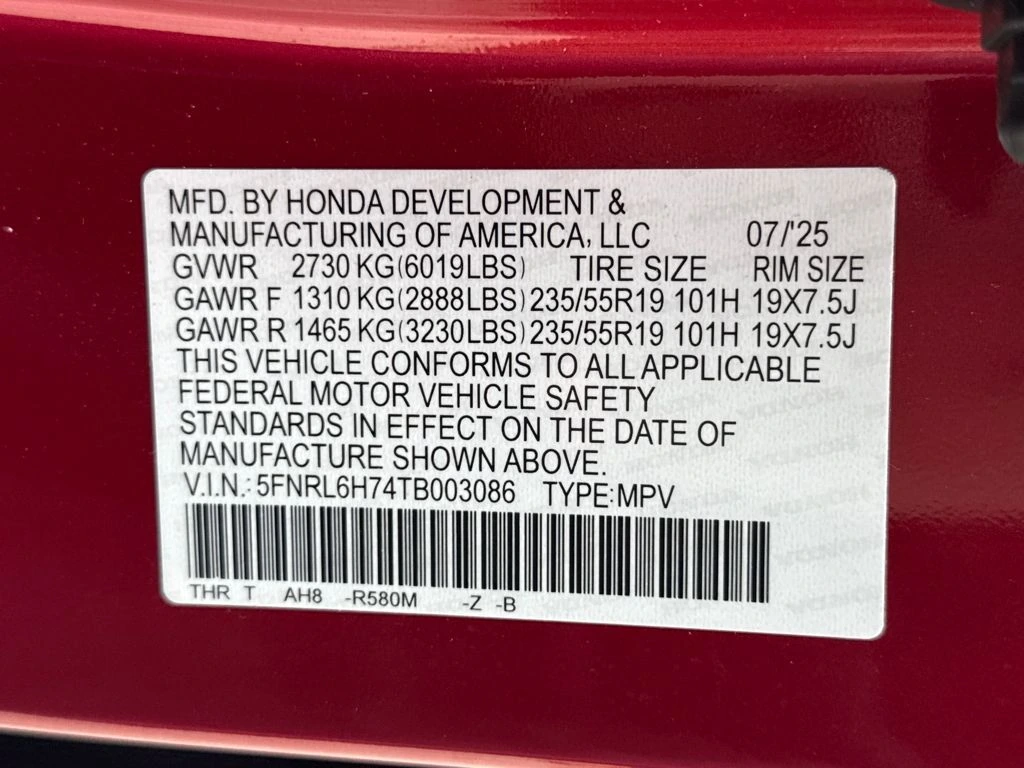 MFD. BY HONDA DEVELOPMENT &
MANUFACTURING OF AMERICA, LLC 07/'25
GVWR 2730 KG(6019LBS) TIRE SIZE RIM SIZE
GAWR F 1310 KG(2888LBS) 235/55R19 101H 19X7.5J
GAWR R 1465 KG(3230LBS) 235/55R19 101H 19X7.5J
THIS VEHICLE CONFORMS TO ALL APPLICABLE
FEDERAL MOTOR VEHICLE SAFETY
STANDARDS IN EFFECT ON THE DATE OF
MANUFACTURE SHOWN ABOVE.
V.I.N.: 5FNRL6H74TB003086 TYPE:MPV
THR T AH8 -R580M -Z -B